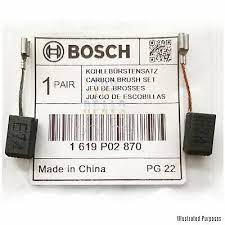 BOSCH
1 PAIR
KOHLEBÜRSTENSATZ
CARBON BRUSH SET
JEU DE BROSSES
JUEGO DE ESCOBILLAS
1 619 P02 870
Made in China
PG 22
E74
Illustrated Purposes